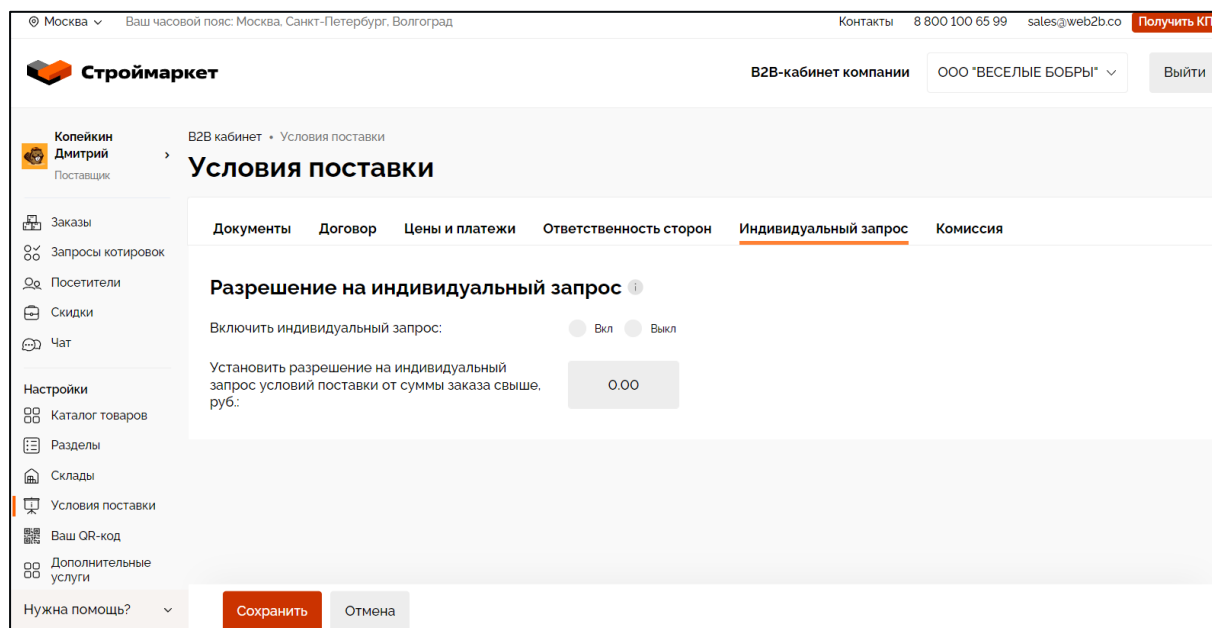 Москва
Ваш часовой пояс: Москва, Санкт-Петербург, Волгоград
Контакты
8 800 100 65 99
sales@web2b.co
Получить КП
Строймаркет
B2B-кабинет компании
ООО "ВЕСЕЛЫЕ БОБРЫ"
Выйти
Копейкин
Дмитрий
Поставщик
B2B кабинет • Условия поставки
Условия поставки
Заказы
Запросы котировок
Посетители
Скидки
Чат
Настройки
Каталог товаров
Разделы
Склады
Условия поставки
Ваш QR-код
Дополнительные
услуги
Нужна помощь?
Документы
Договор
Цены и платежи
Ответственность сторон
Индивидуальный запрос
Комиссия
Разрешение на индивидуальный запрос
Включить индивидуальный запрос:
Вкл
Выкл
Установить разрешение на индивидуальный
запрос условий поставки от суммы заказа свыше,
руб.:
0.00
Сохранить
Отмена